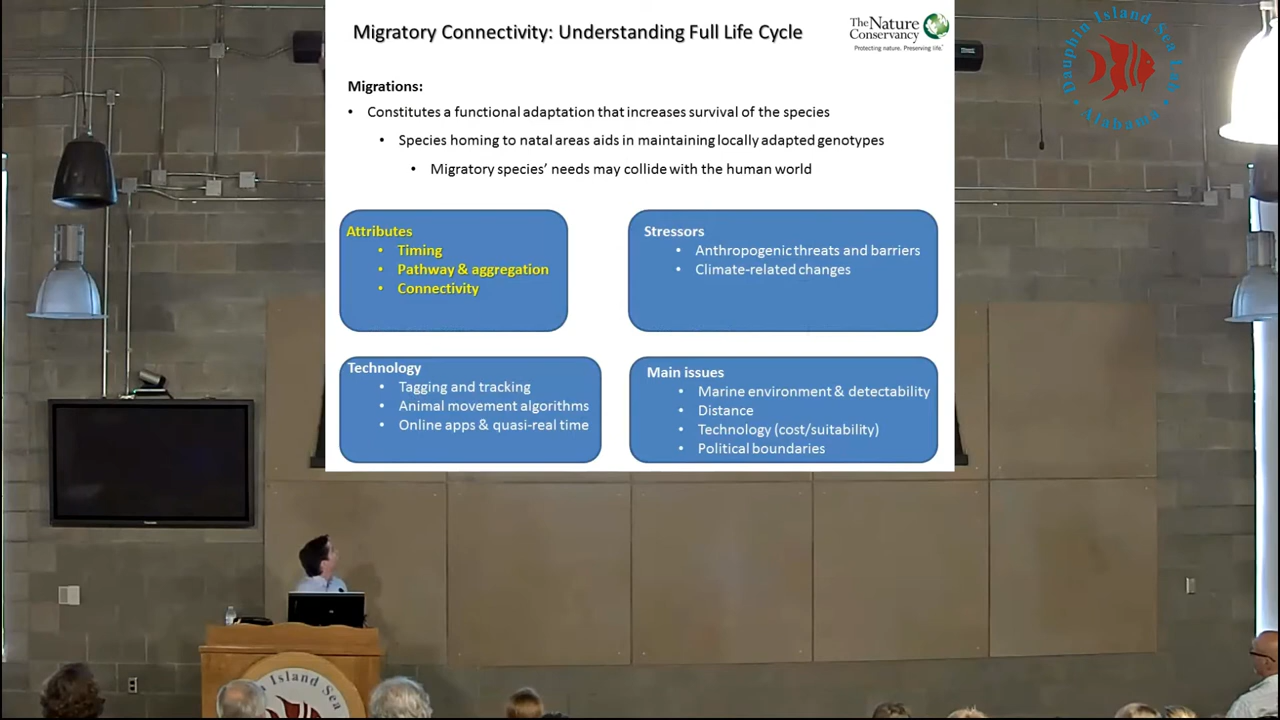 Migratory Connectivity: Understanding Full Life Cycle
The Nature
Conservancy
Protecting nature. Preserving life.
Dauphin Island Sea Lab
Alabama
Migrations:
• Constitutes a functional adaptation that increases survival of the species
• Species homing to natal areas aids in maintaining locally adapted genotypes
• Migratory species' needs may collide with the human world
Attributes
• Timing
• Pathway & aggregation
• Connectivity
Stressors
• Anthropogenic threats and barriers
• Climate-related changes
Technology
• Tagging and tracking
• Animal movement algorithms
• Online apps & quasi-real time
Main issues
• Marine environment & detectability
• Distance
• Technology (cost/suitability)
• Political boundaries
Island Sea